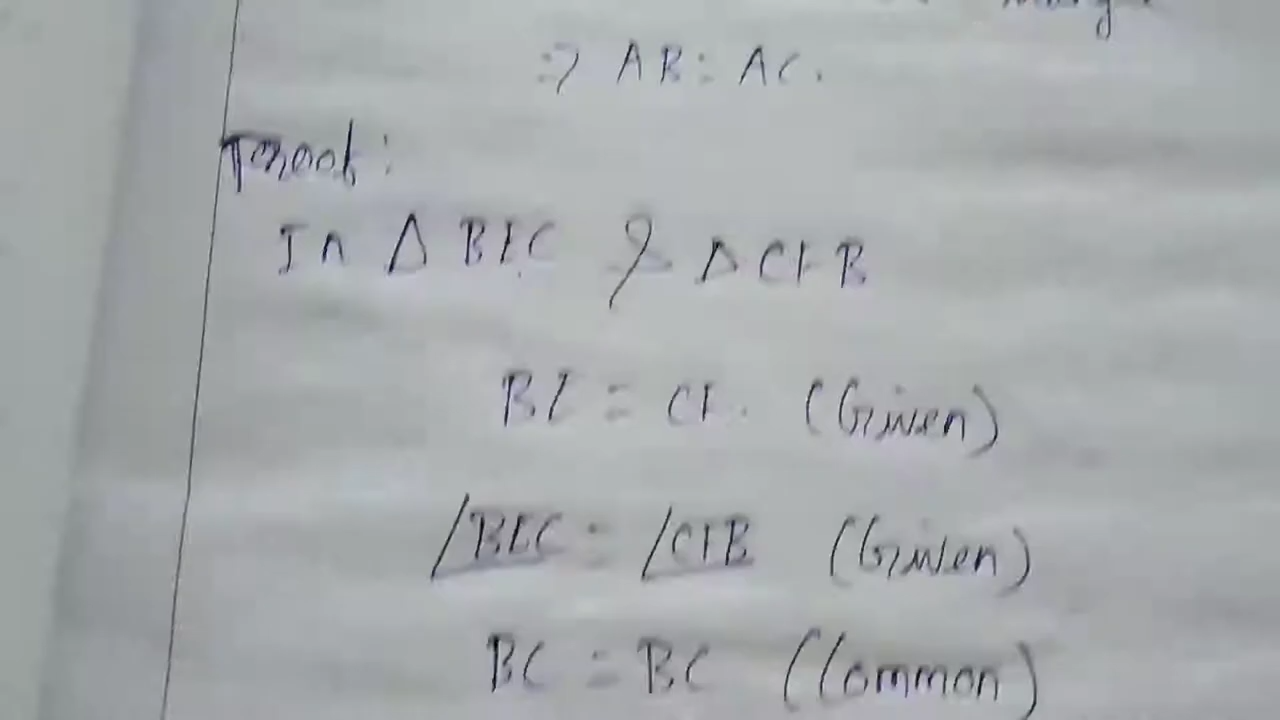 ⇒ AB = AC.
Proof:
In Δ BEC & Δ CFB
BE = CF. (Given)
∠BEC = ∠CFB (Given)
BC = BC (Common)